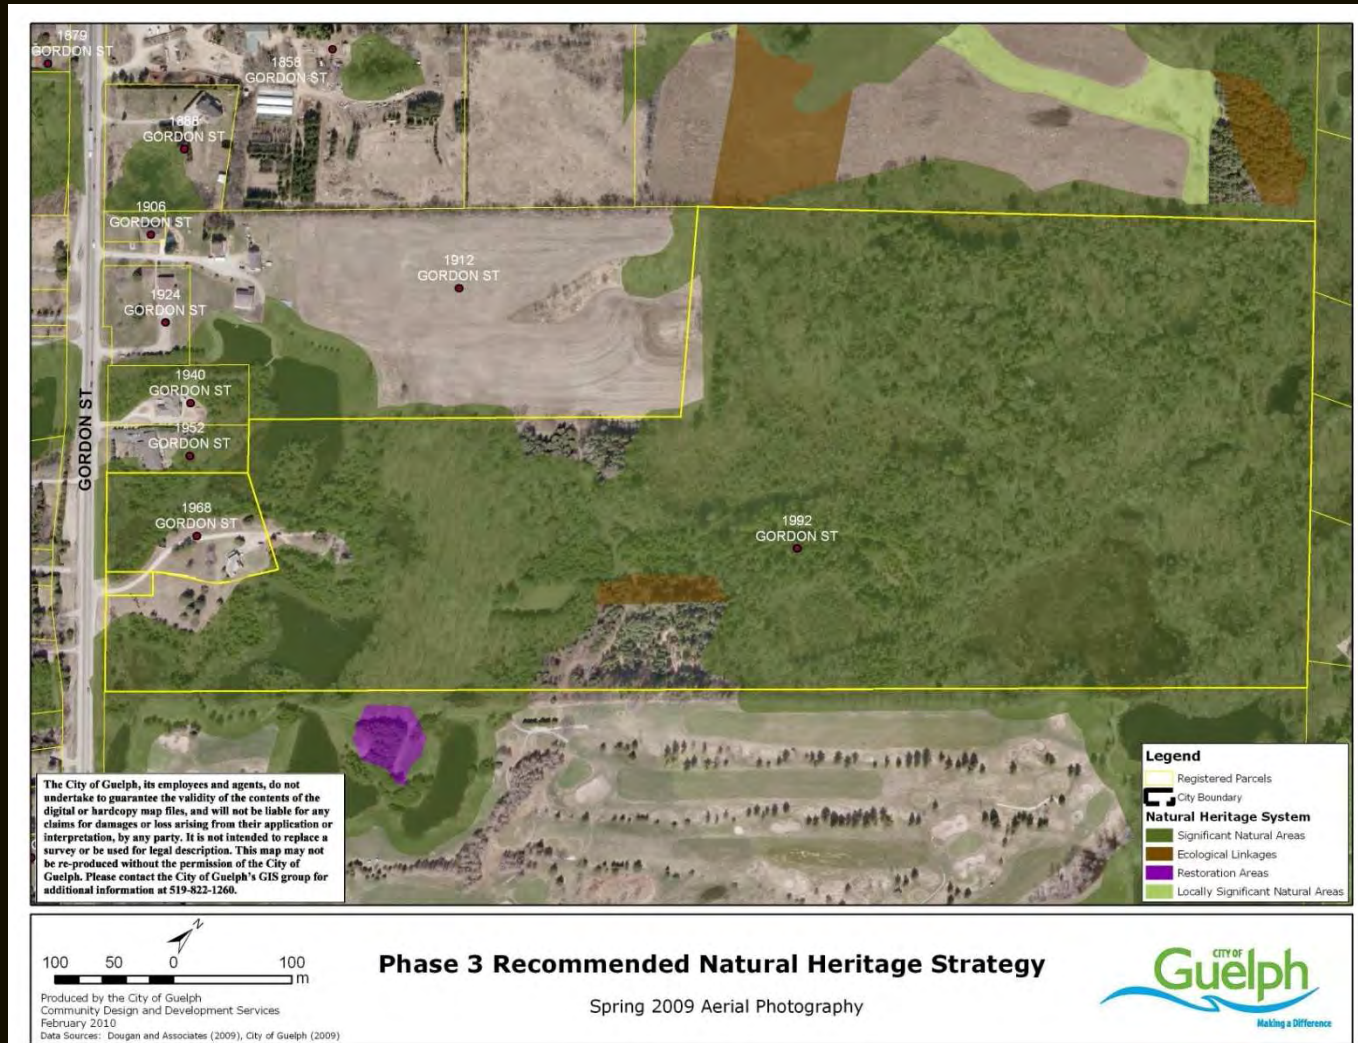 1879
GORDON ST
1858
GORDON ST
1888
GORDON ST
1906
GORDON ST
1912
GORDON ST
1924
GORDON ST
1940
GORDON ST
1952
GORDON ST
GORDON ST
1968
GORDON ST
1992
GORDON ST
The City of Guelph, its employees and agents, do not
undertake to guarantee the validity of the contents of the
digital or hardcopy map files, and will not be liable for any
claims for damages or loss arising from their application or
interpretation, by any party. It is not intended to replace a
survey or be used for legal description. This map may not
be re-produced without the permission of the City of
Guelph. Please contact the City of Guelph's GIS group for
additional information at 519-822-1260.
Legend
Registered Parcels
City Boundary
Natural Heritage System
Significant Natural Areas
Ecological Linkages
Restoration Areas
Locally Significant Natural Areas
N
100 50 0 100
m
Produced by the City of Guelph
Community Design and Development Services
February 2010
Data Sources: Dougan and Associates (2009), City of Guelph (2009)
Phase 3 Recommended Natural Heritage Strategy
Spring 2009 Aerial Photography
CITY OF
Guelph
Making a Difference